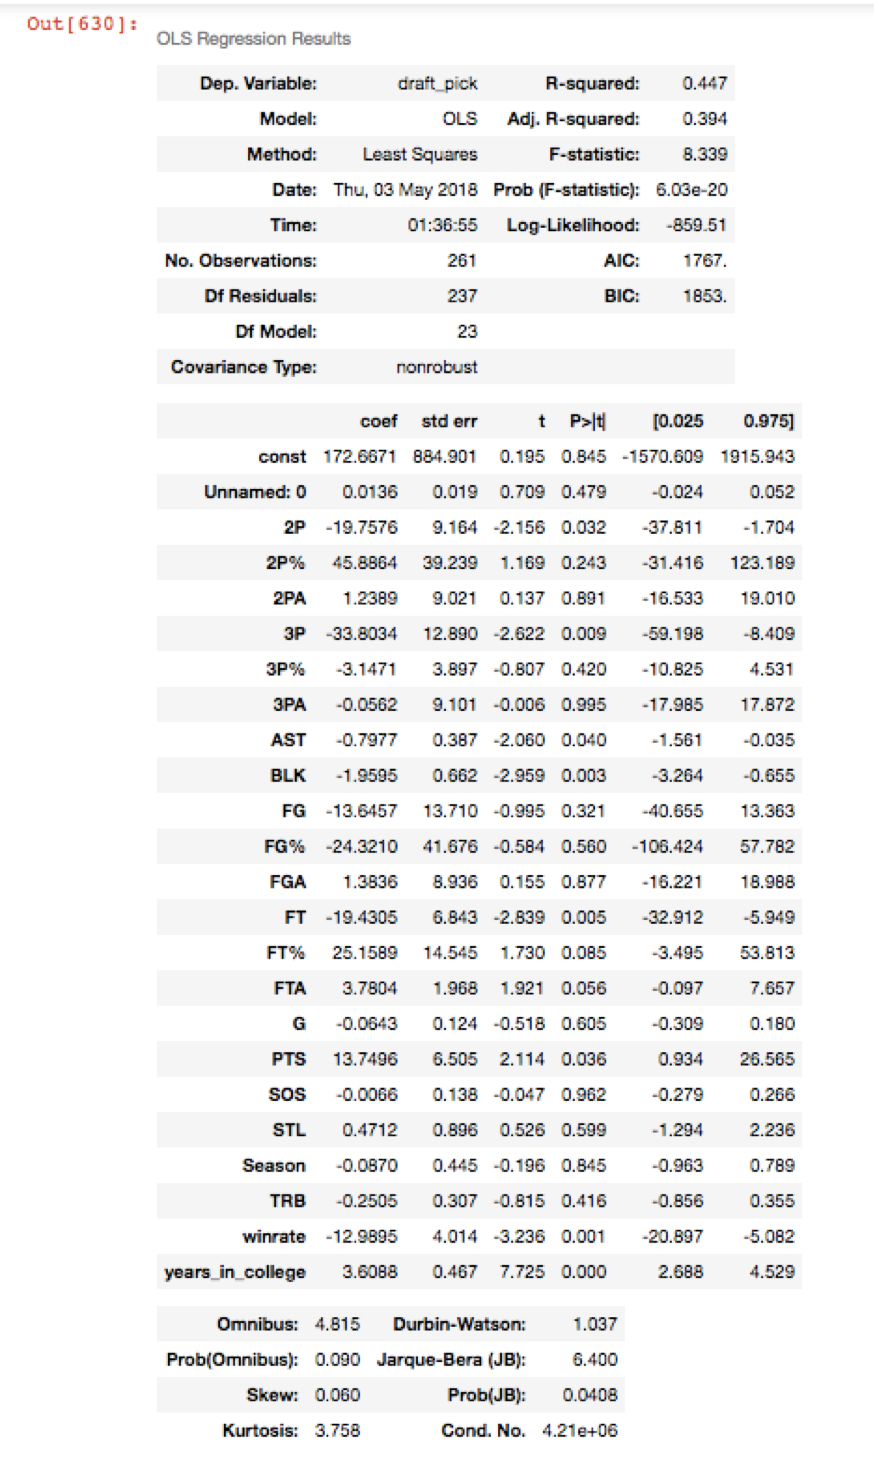 Out[630]:
OLS Regression Results
Dep. Variable: draft_pick R-squared: 0.447
Model: OLS Adj. R-squared: 0.394
Method: Least Squares F-statistic: 8.339
Date: Thu, 03 May 2018 Prob (F-statistic): 6.03e-20
Time: 01:36:55 Log-Likelihood: -859.51
No. Observations: 261 AIC: 1767.
Df Residuals: 237 BIC: 1853.
Df Model: 23
Covariance Type: nonrobust
coef std err t P>|t| [0.025 0.975]
const 172.6671 884.901 0.195 0.845 -1570.609 1915.943
Unnamed: 0 0.0136 0.019 0.709 0.479 -0.024 0.052
2P -19.7576 9.164 -2.156 0.032 -37.811 -1.704
2P% 45.8864 39.239 1.169 0.243 -31.416 123.189
2PA 1.2389 9.021 0.137 0.891 -16.533 19.010
3P -33.8034 12.890 -2.622 0.009 -59.198 -8.409
3P% -3.1471 3.897 -0.807 0.420 -10.825 4.531
3PA -0.0562 9.101 -0.006 0.995 -17.985 17.872
AST -0.7977 0.387 -2.060 0.040 -1.561 -0.035
BLK -1.9595 0.662 -2.959 0.003 -3.264 -0.655
FG -13.6457 13.710 -0.995 0.321 -40.655 13.363
FG% -24.3210 41.676 -0.584 0.560 -106.424 57.782
FGA 1.3836 8.936 0.155 0.877 -16.221 18.988
FT -19.4305 6.843 -2.839 0.005 -32.912 -5.949
FT% 25.1589 14.545 1.730 0.085 -3.495 53.813
FTA 3.7804 1.968 1.921 0.056 -0.097 7.657
G -0.0643 0.124 -0.518 0.605 -0.309 0.180
PTS 13.7496 6.505 2.114 0.036 0.934 26.565
SOS -0.0066 0.138 -0.047 0.962 -0.279 0.266
STL 0.4712 0.896 0.526 0.599 -1.294 2.236
Season -0.0870 0.445 -0.196 0.845 -0.963 0.789
TRB -0.2505 0.307 -0.815 0.416 -0.856 0.355
winrate -12.9895 4.014 -3.236 0.001 -20.897 -5.082
years_in_college 3.6088 0.467 7.725 0.000 2.688 4.529
Omnibus: 4.815 Durbin-Watson: 1.037
Prob(Omnibus): 0.090 Jarque-Bera (JB): 6.400
Skew: 0.060 Prob(JB): 0.0408
Kurtosis: 3.758 Cond. No. 4.21e+06